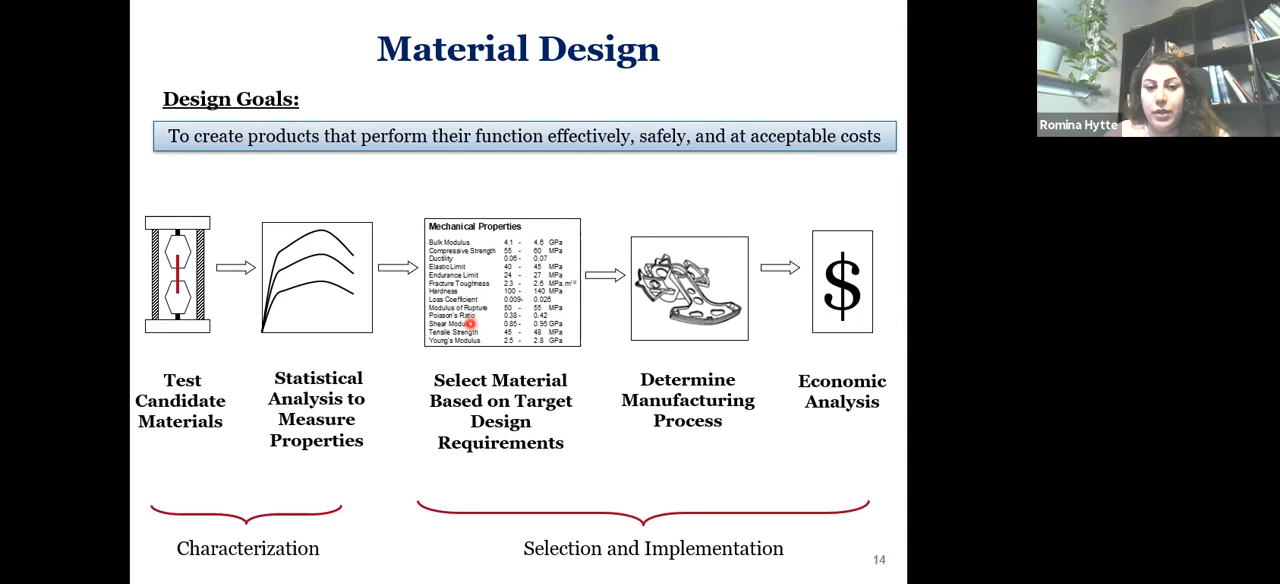 Material Design
Design Goals:
To create products that perform their function effectively, safely, and at acceptable costs
Mechanical Properties
Bulk Modulus 4.1 - 4.6 GPa
Compressive Strength 55 - 60 MPa
Ductility 0.06 - 0.07
Elastic Limit 40 - 45 MPa
Endurance Limit 24 - 27 MPa
Fracture Toughness 2.3 - 2.6 MPa.m
Hardness 100 - 140 MPa
Loss Coefficient 0.009- 0.026
Modulus of Rupture 50 - 55 MPa
Poisson's Ratio 0.38 - 0.42
Shear 0.85 - 0.95 GPa
Tensile Strength 45 - 48 MPa
Young's Modulus 2.5 - 2.8 GPa
$
Test
Candidate
Materials
Statistical
Analysis to
Measure
Properties
Select Material
Based on Target
Design
Requirements
Determine
Manufacturing
Process
Economic
Analysis
Characterization
Selection and Implementation
14
Romina Hytte